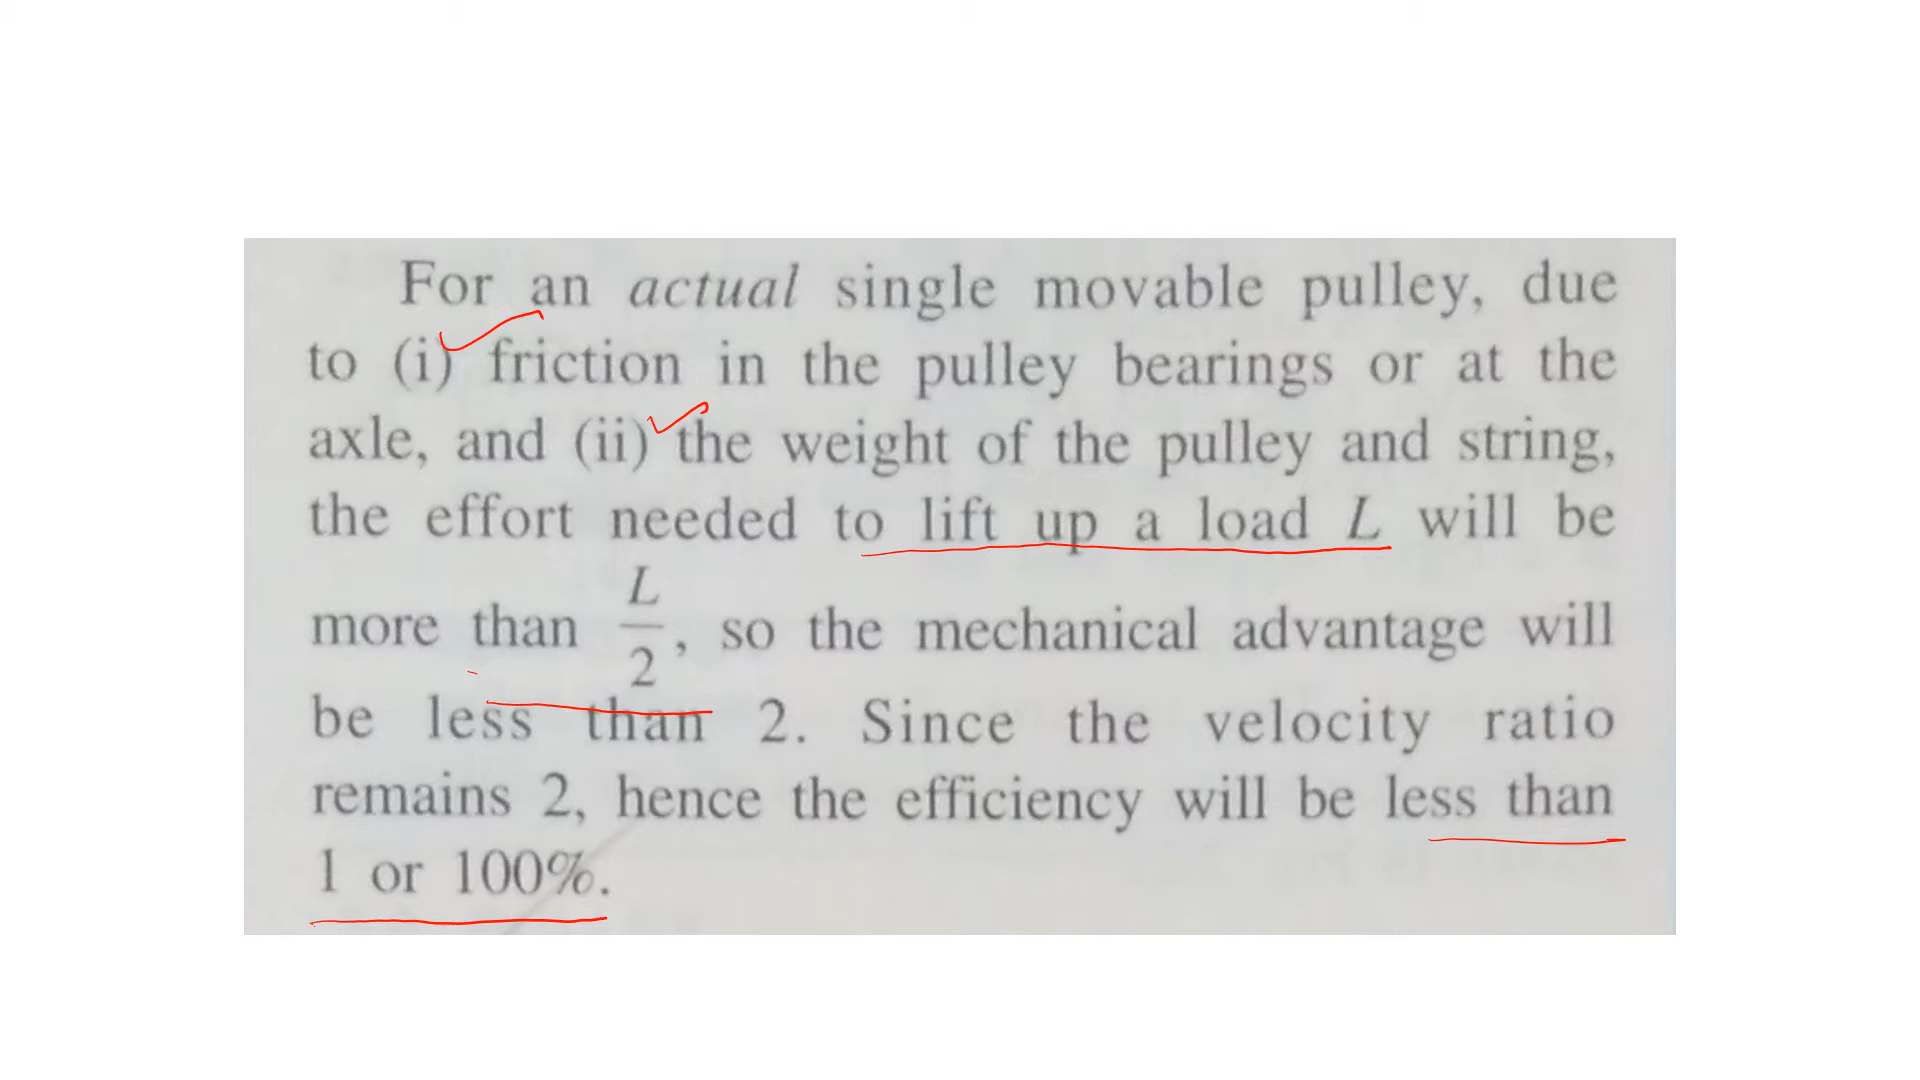 For an actual single movable pulley, due
to (i) friction in the pulley bearings or at the
axle, and (ii) the weight of the pulley and string,
the effort needed to lift up a load L will be
more than L/2, so the mechanical advantage will
be less than 2. Since the velocity ratio
remains 2, hence the efficiency will be less than
1 or 100%.